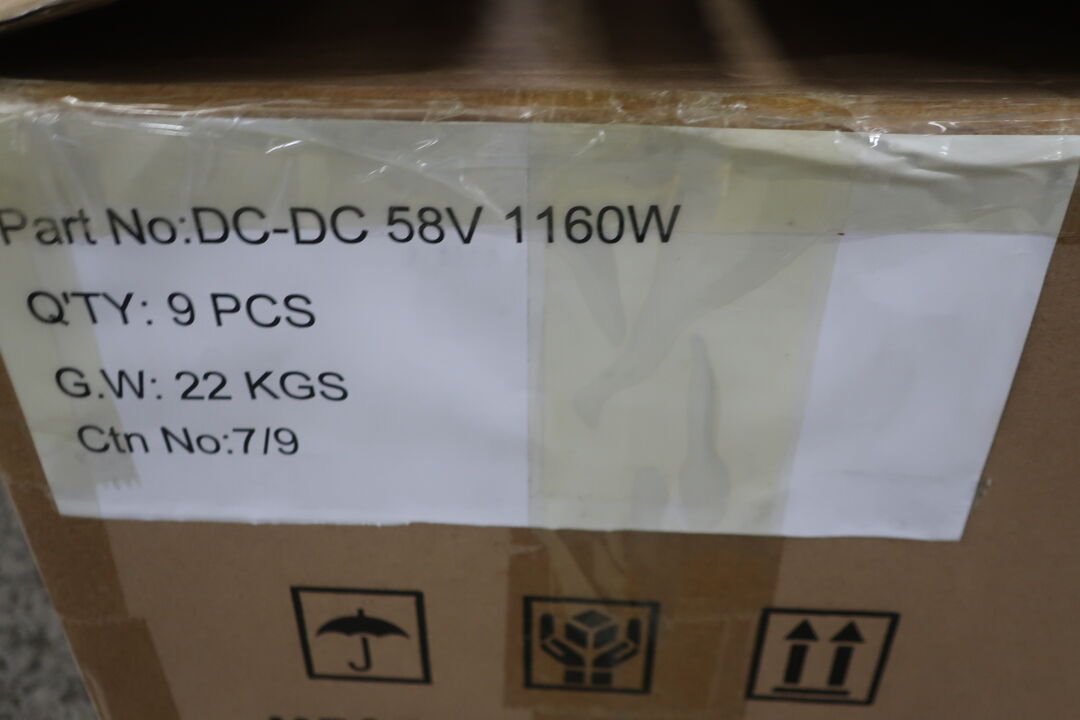 Part No:DC-DC 58V 1160W
Q'TY: 9 PCS
G.W: 22 KGS
Ctn No:7/9